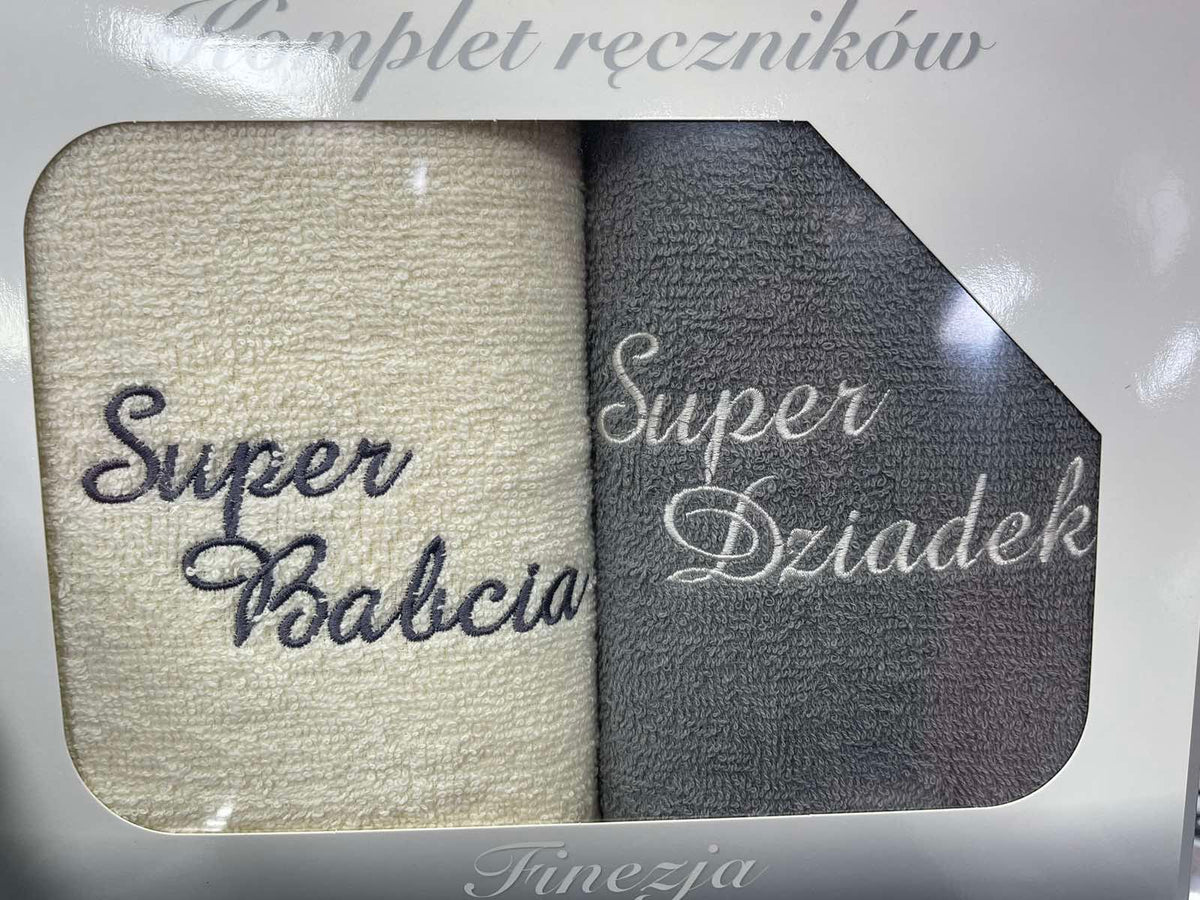 Komplet ręczników
Super
Babcia
Super
Dziadek
Finezja